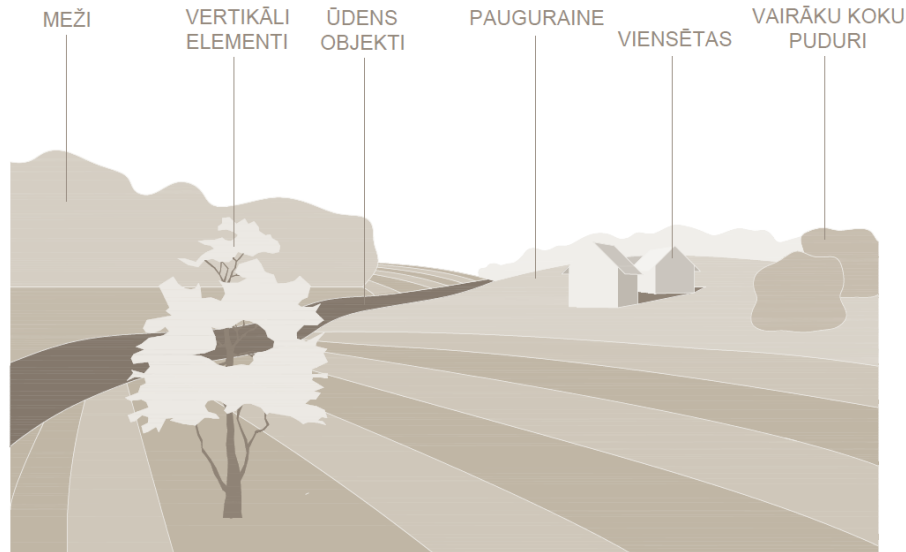 MEŽI
VERTIKĀLI
ELEMENTI
ŪDENS
OBJEKTI
PAUGURAINE
VIENSĒTAS
VAIRĀKU KOKU
PUDURI